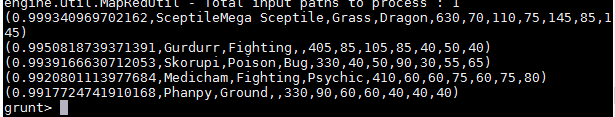 engine.util.MapRedUtil - Total input paths to process : 1
(0.999340969702162,SceptileMega Sceptile,Grass,Dragon,630,70,110,75,145,85,1
45)
(0.9950818739371391,Gurdurr,Fighting,,405,85,105,85,40,50,40)
(0.9939166630712053,Skorupi,Poison,Bug,330,40,50,90,30,55,65)
(0.9920801113977684,Medicham,Fighting,Psychic,410,60,60,75,60,75,80)
(0.9917724741910168,Phanpy,Ground,,330,90,60,60,40,40,40)
grunt>